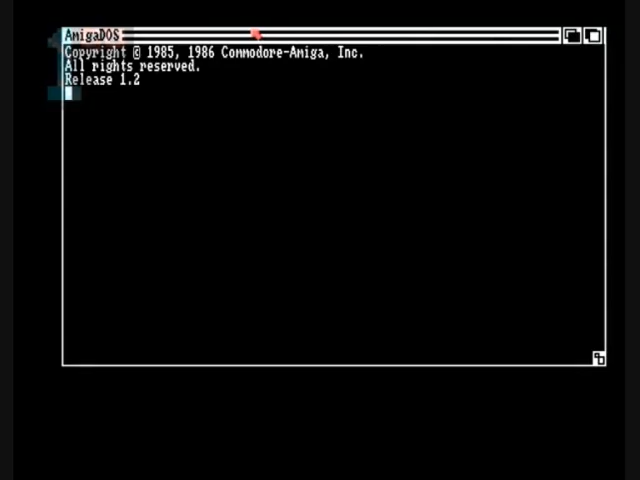 AmigaDOS
Copyright © 1985, 1986 Commodore-Amiga, Inc.
All rights reserved.
Release 1.2